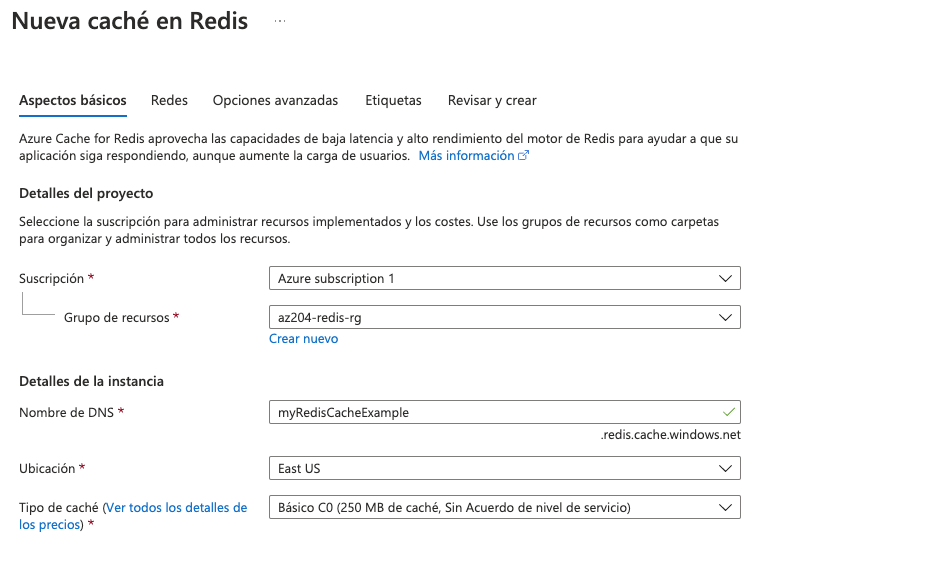 Nueva caché en Redis ...
Aspectos básicos Redes Opciones avanzadas Etiquetas Revisar y crear
Azure Cache for Redis aprovecha las capacidades de baja latencia y alto rendimiento del motor de Redis para ayudar a que su
aplicación siga respondiendo, aunque aumente la carga de usuarios. Más información
Detalles del proyecto
Seleccione la suscripción para administrar recursos implementados y los costes. Use los grupos de recursos como carpetas
para organizar y administrar todos los recursos.
Suscripción * Azure subscription 1
Grupo de recursos * az204-redis-rg
Crear nuevo
Detalles de la instancia
Nombre de DNS * myRedisCacheExample
.redis.cache.windows.net
Ubicación * East US
Tipo de caché (Ver todos los detalles de Básico C0 (250 MB de caché, Sin Acuerdo de nivel de servicio)
los precios) *